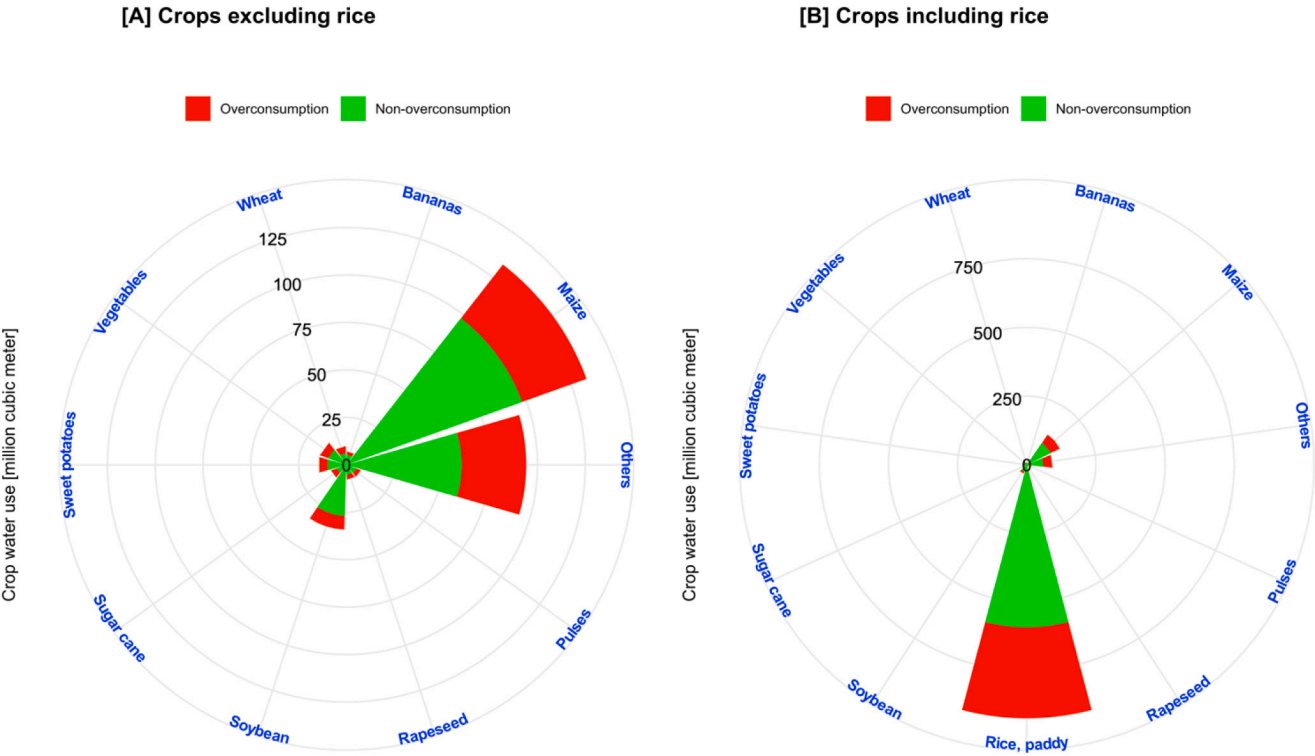 [A] Crops excluding rice
Overconsumption
Non-overconsumption
Crop water use [million cubic meter]
Wheat
Bananas
Vegetables
Maize
Sweet potatoes
Others
Sugar cane
Pulses
Soybean
Rapeseed
125
100
75
50
25
0
[B] Crops including rice
Overconsumption
Non-overconsumption
Crop water use [million cubic meter]
Wheat
Bananas
Vegetables
Maize
Sweet potatoes
Others
Sugar cane
Pulses
Soybean
Rapeseed
Rice, paddy
750
500
250
0